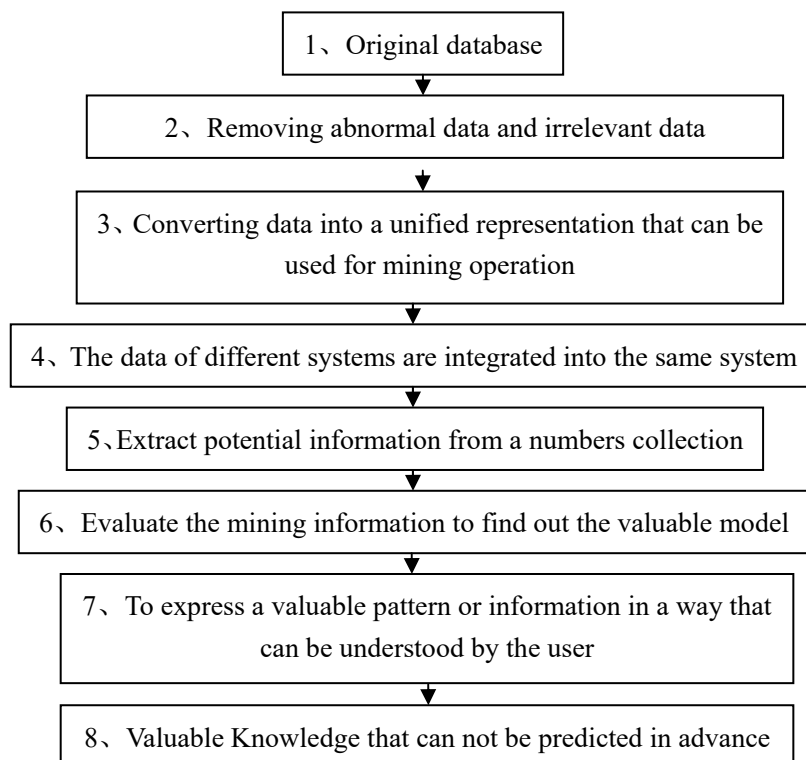 1、Original database
2、Removing abnormal data and irrelevant data
3、Converting data into a unified representation that can be
used for mining operation
4、The data of different systems are integrated into the same system
5、Extract potential information from a numbers collection
6、Evaluate the mining information to find out the valuable model
7、To express a valuable pattern or information in a way that
can be understood by the user
8、Valuable Knowledge that can not be predicted in advance